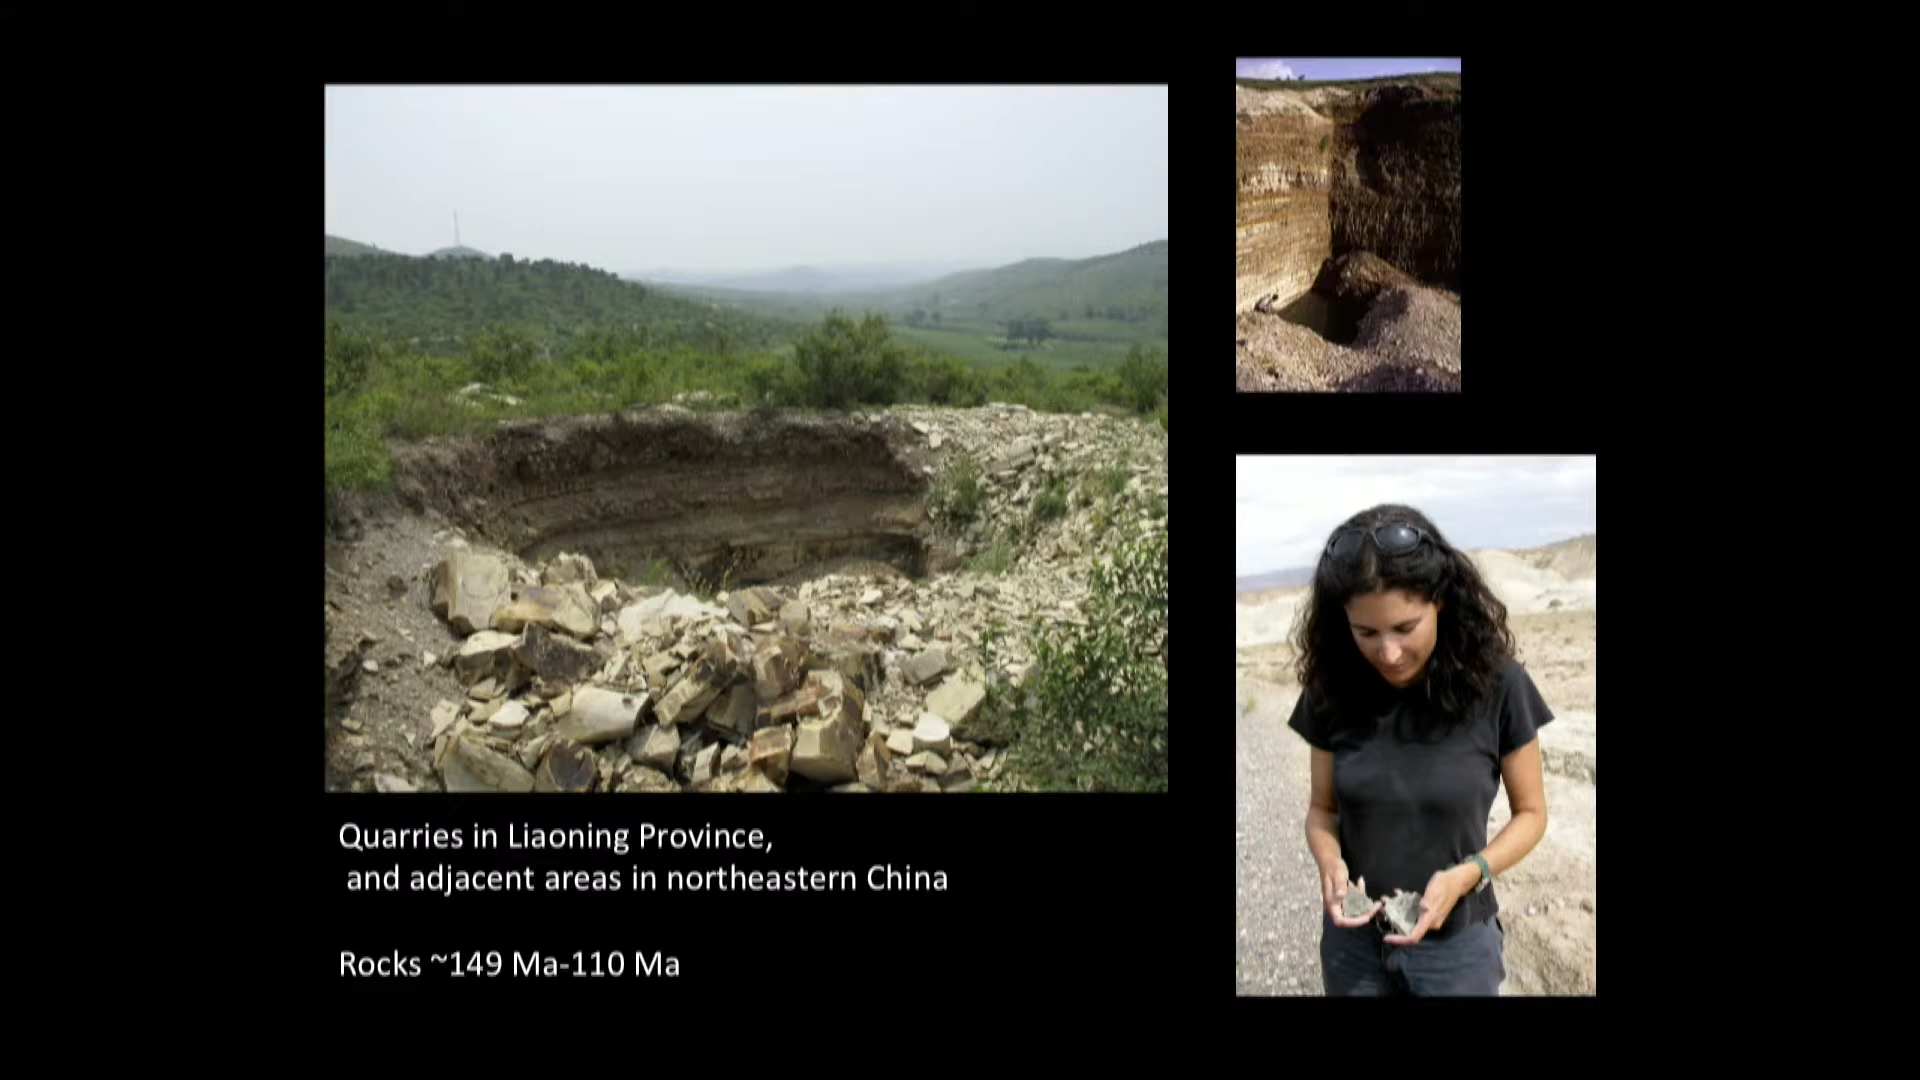 Quarries in Liaoning Province,
and adjacent areas in northeastern China
Rocks ~149 Ma-110 Ma